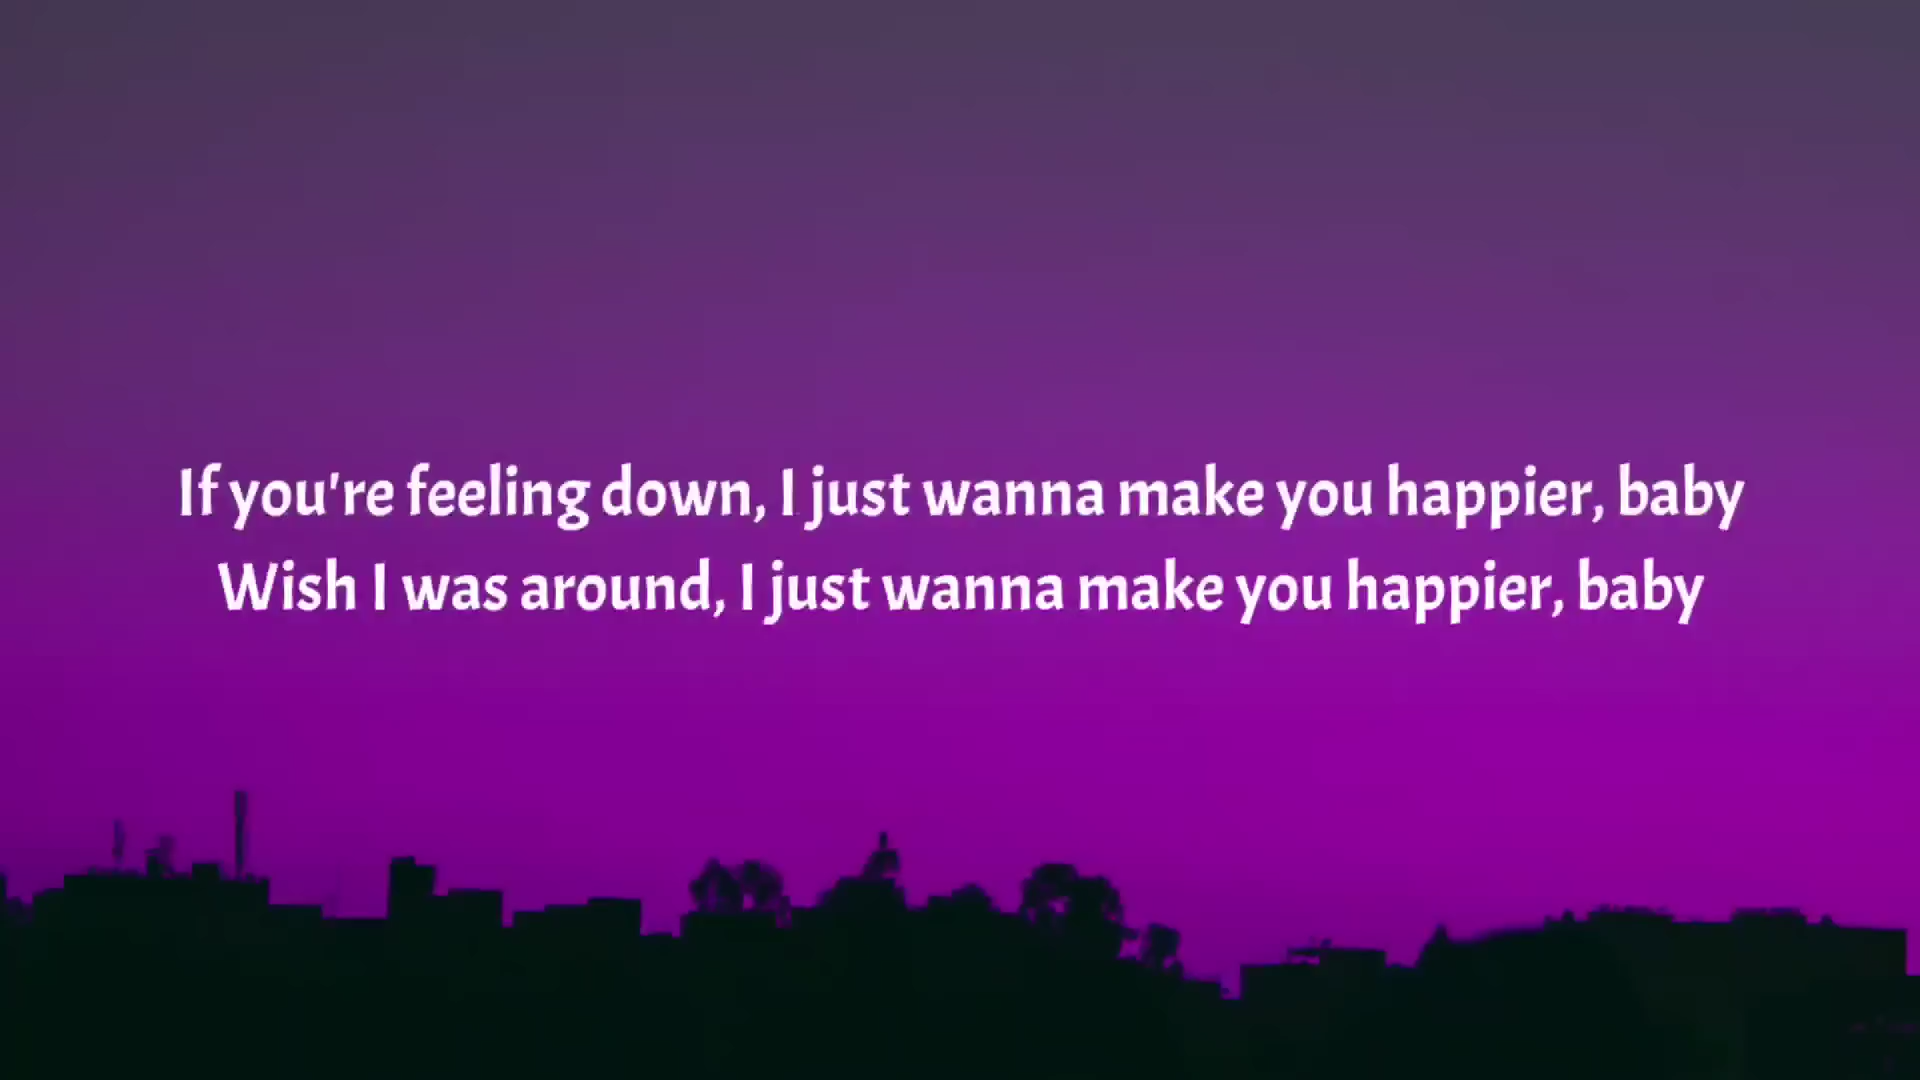 If you're feeling down, I just wanna make you happier, baby
Wish I was around, I just wanna make you happier, baby